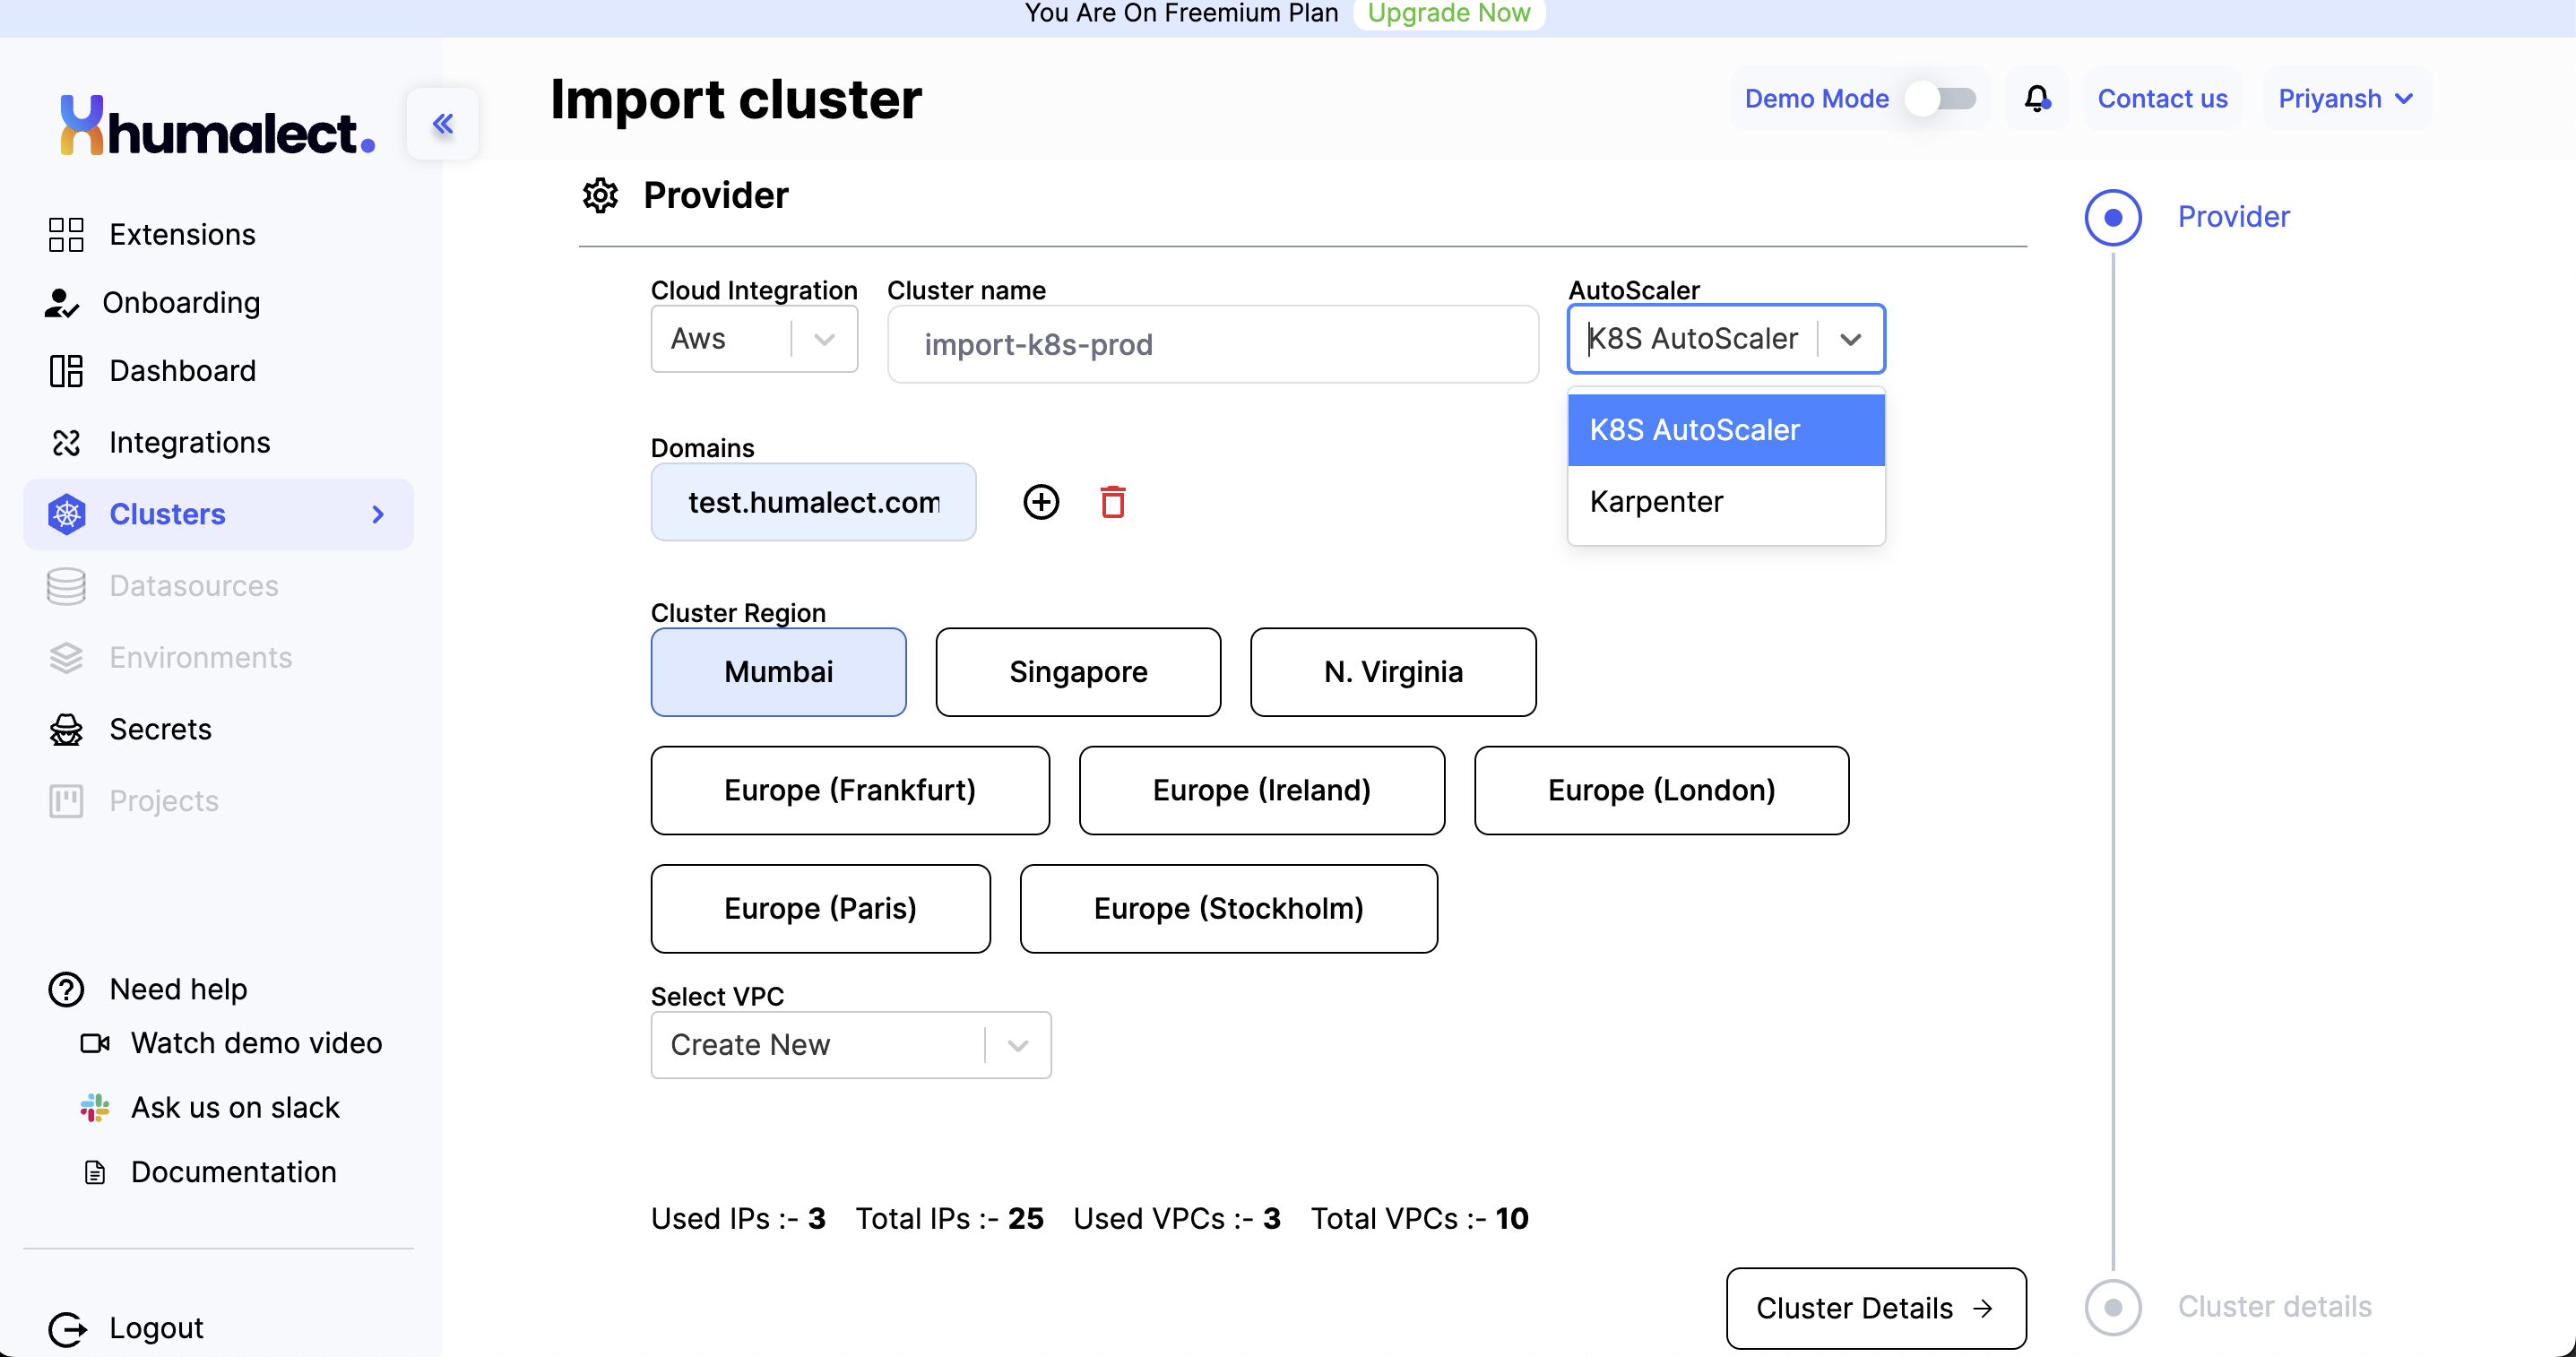 You Are On Freemium Plan Upgrade Now
humalect.
Import cluster
Demo Mode
Contact us
Priyansh
Extensions
Onboarding
Dashboard
Integrations
Clusters
Datasources
Environments
Secrets
Projects
Need help
Watch demo video
Ask us on slack
Documentation
Logout
Provider
Cloud Integration
Aws
Cluster name
import-k8s-prod
AutoScaler
K8S AutoScaler
K8S AutoScaler
Karpenter
Domains
test.humalect.com
Cluster Region
Mumbai
Singapore
N. Virginia
Europe (Frankfurt)
Europe (Ireland)
Europe (London)
Europe (Paris)
Europe (Stockholm)
Select VPC
Create New
Used IPs :- 3 Total IPs :- 25 Used VPCs :- 3 Total VPCs :- 10
Cluster Details →
Provider
Cluster details